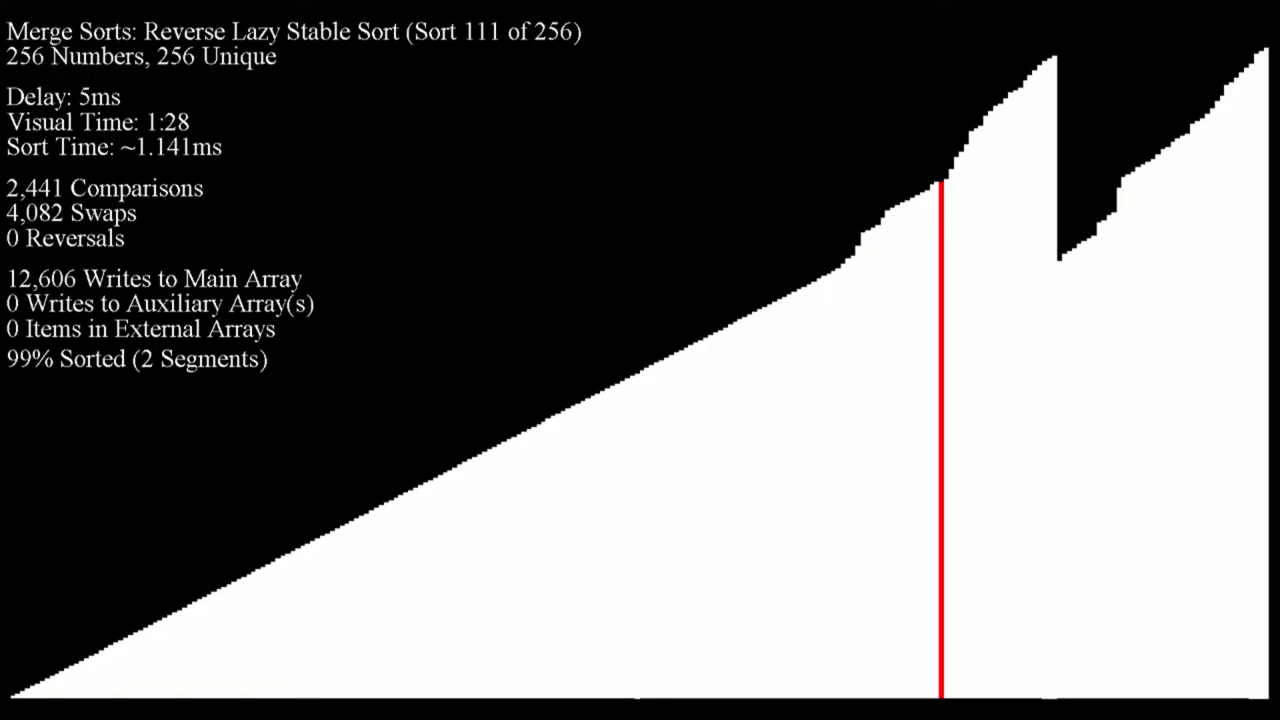 Merge Sorts: Reverse Lazy Stable Sort (Sort 111 of 256)
256 Numbers, 256 Unique
Delay: 5ms
Visual Time: 1:28
Sort Time: ~1.141ms
2,441 Comparisons
4,082 Swaps
0 Reversals
12,606 Writes to Main Array
0 Writes to Auxiliary Array(s)
0 Items in External Arrays
99% Sorted (2 Segments)